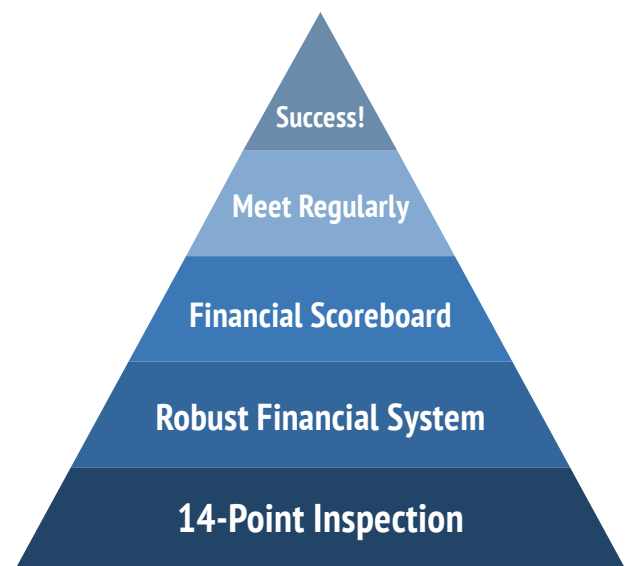 Success!
Meet Regularly
Financial Scoreboard
Robust Financial System
14-Point Inspection